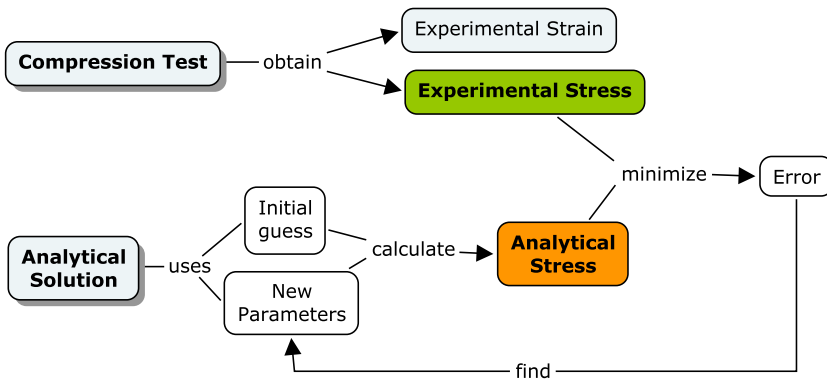 Experimental Strain
Compression Test
obtain
Experimental Stress
minimize
Error
Initial
guess
Analytical
Solution
uses
calculate
Analytical
Stress
New
Parameters
find